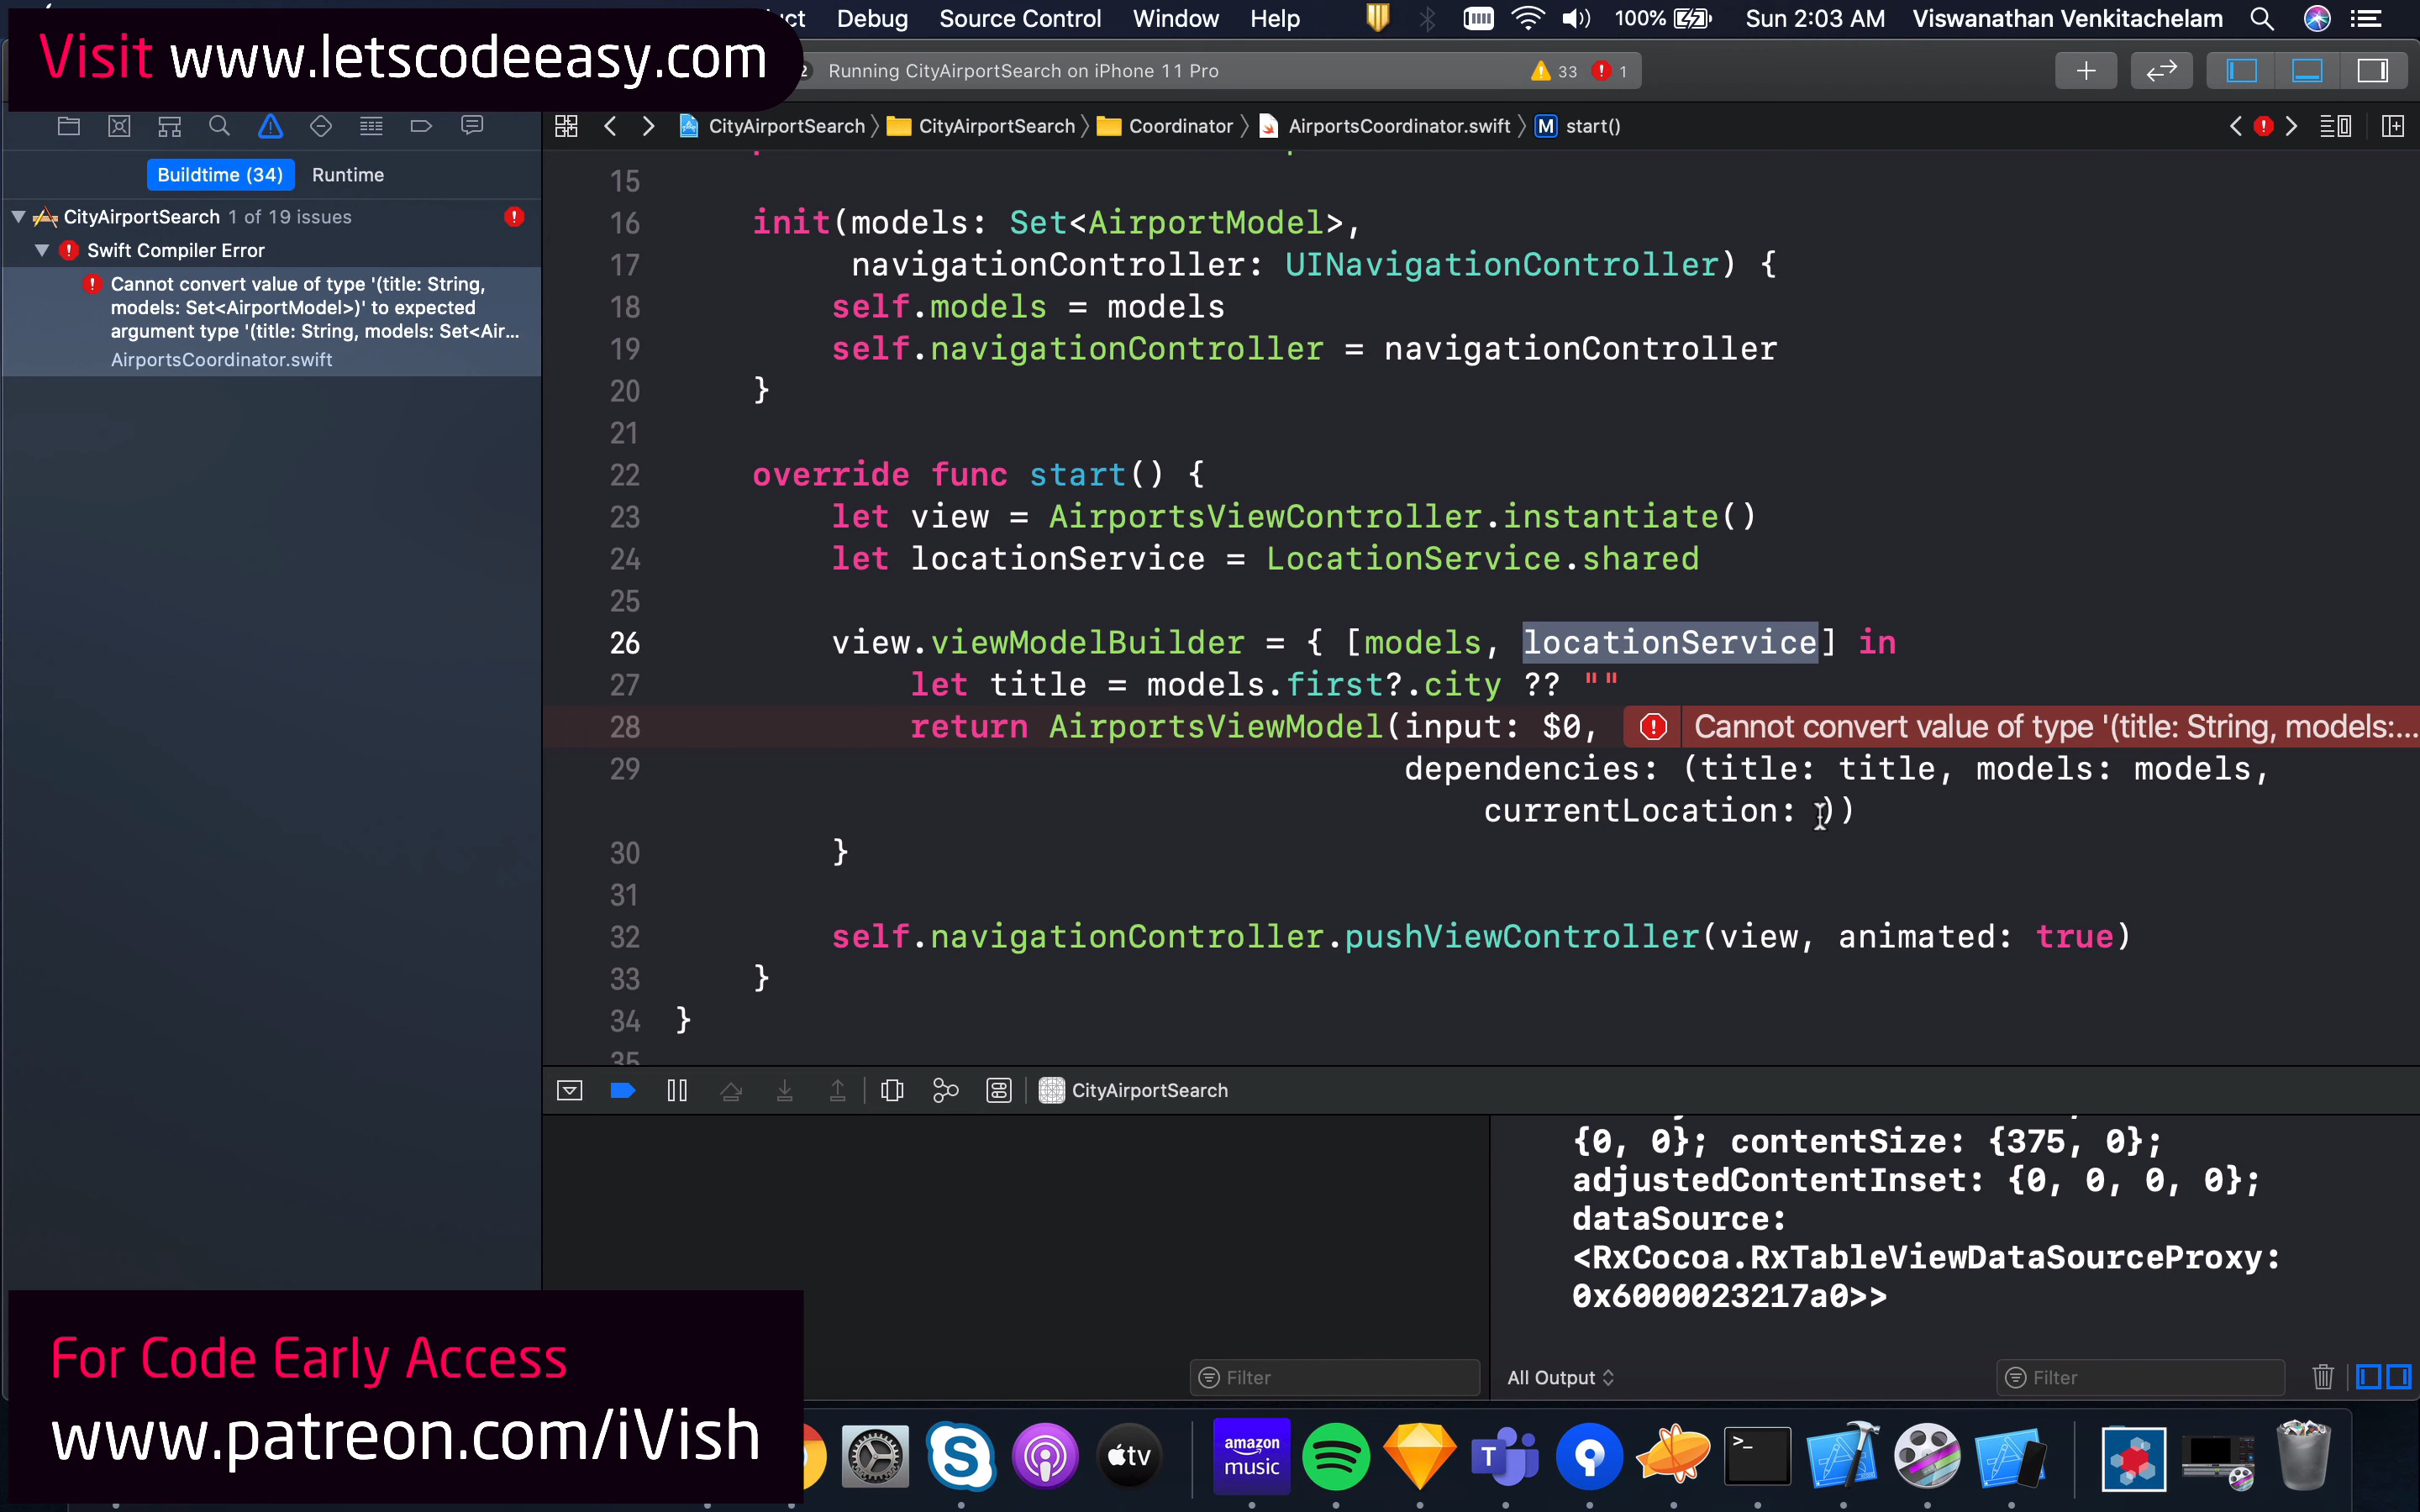 Visit www.letscodeeasy.com
Debug Source Control Window Help 100% Sun 2:03 AM Viswanathan Venkitachelam
Running CityAirportSearch on iPhone 11 Pro 33 1
CityAirportSearch CityAirportSearch Coordinator AirportsCoordinator.swift M start()
Buildtime (34) Runtime
CityAirportSearch 1 of 19 issues
Swift Compiler Error
Cannot convert value of type '(title: String,
models: Set<AirportModel>)' to expected
argument type '(title: String, models: Set<Air...
AirportsCoordinator.swift
15
16 init(models: Set<AirportModel>,
17 navigationController: UINavigationController) {
18 self.models = models
19 self.navigationController = navigationController
20 }
21
22 override func start() {
23 let view = AirportsViewController.instantiate()
24 let locationService = LocationService.shared
25
26 view.viewModelBuilder = { [models, locationService] in
27 let title = models.first?.city ?? ""
28 return AirportsViewModel(input: $0, Cannot convert value of type '(title: String, models:...
29 dependencies: (title: title, models: models,
currentLocation: ))
30 }
31
32 self.navigationController.pushViewController(view, animated: true)
33 }
34 }
35
CityAirportSearch
{0, 0}; contentSize: {375, 0};
adjustedContentInset: {0, 0, 0, 0};
dataSource:
<RxCocoa.RxTableViewDataSourceProxy:
0x6000023217a0>>
Filter
All Output
Filter
For Code Early Access
www.patreon.com/iVish
tv
amazon
music
T